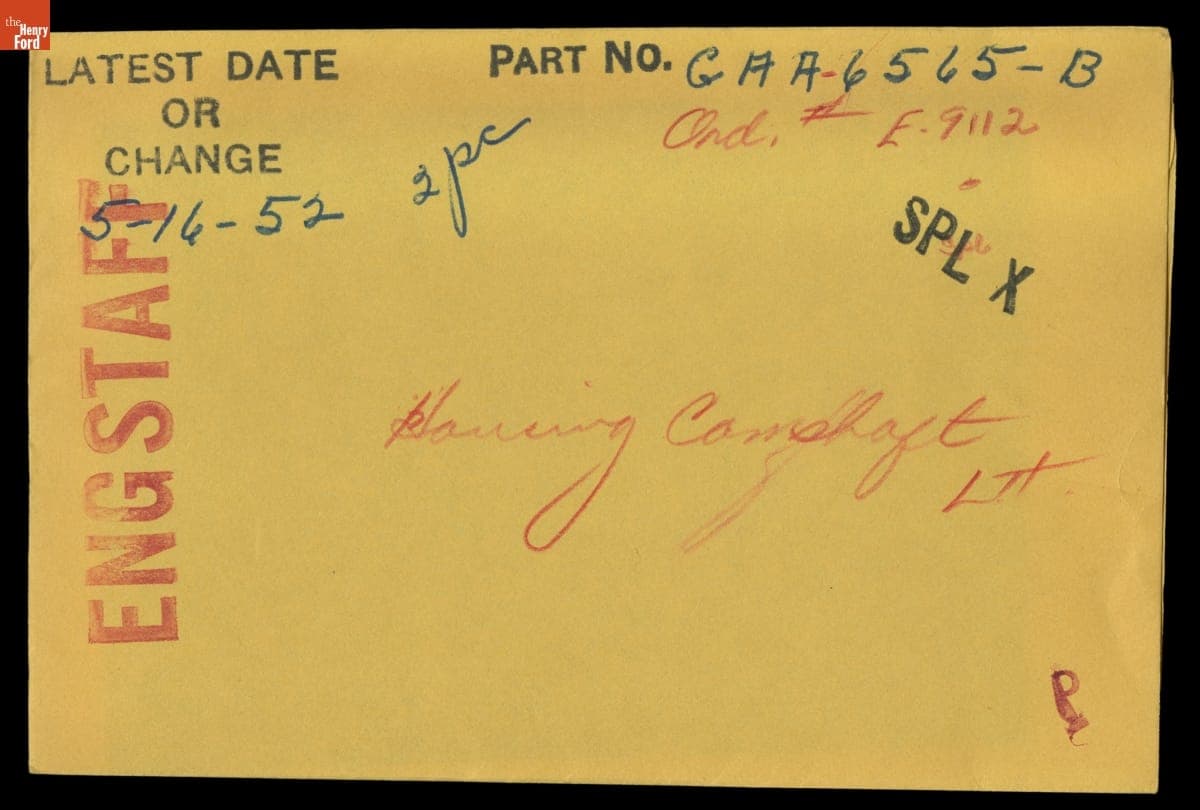 the
Henry
Ford
LATEST DATE
OR
CHANGE
5-16-52
2pc
PART NO. GAA-6565-B
Ord. # E-9112
SPL X
ENGSTAFF
Housing Camshaft
LH.